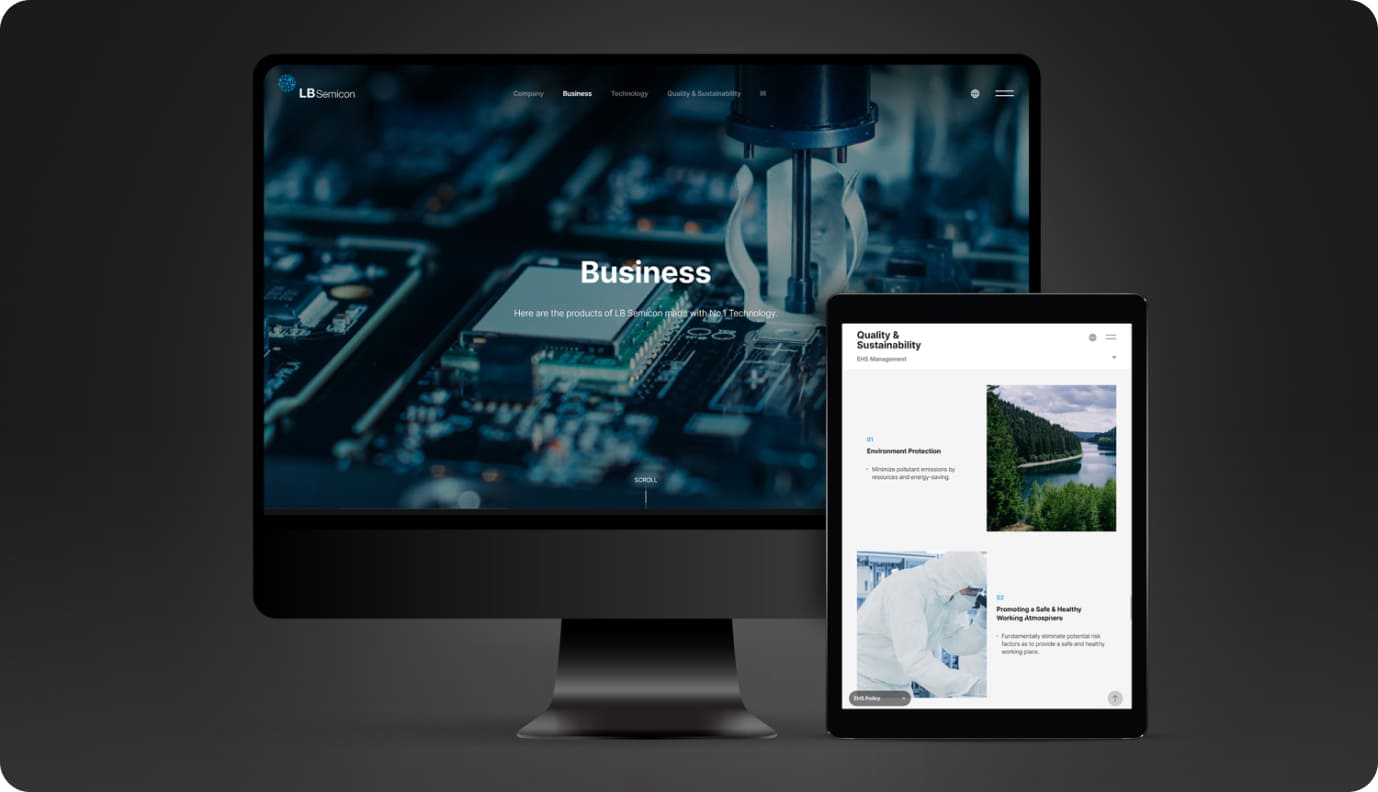 LB Semicon
Company Business Technology Quality & Sustainability IR
Business
Here are the products of LB Semicon made with No.1 Technology.
SCROLL
Quality &
Sustainability
EHS Management
01
Environment Protection
· Minimize pollutant emissions by
resources and energy-saving.
02
Promoting a Safe & Healthy
Working Atmosphere
· Fundamentally eliminate potential risk
factors as to provide a safe and healthy
working place.
EHS Policy